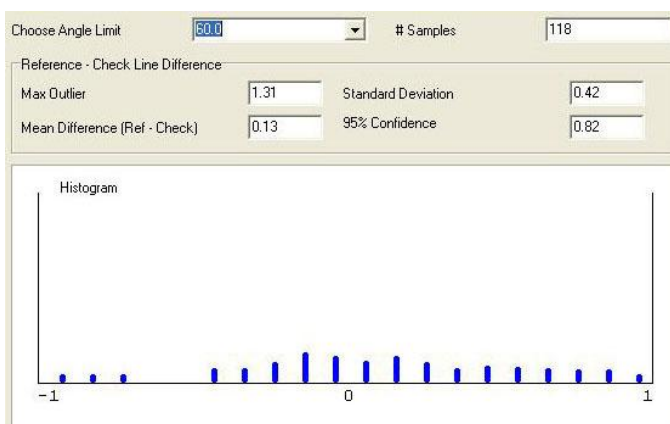 Choose Angle Limit 60.0 # Samples 118
Reference - Check Line Difference
Max Outlier 1.31 Standard Deviation 0.42
Mean Difference (Ref - Check) 0.13 95% Confidence 0.82
Histogram
-1 0 1